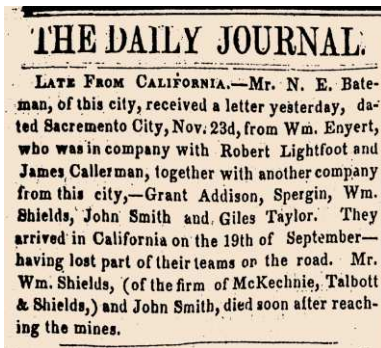 THE DAILY JOURNAL.
LATE FROM CALIFORNIA.—Mr. N. E. Bate-
man, of this city, received a letter yesterday, da-
ted Sacremento City, Nov. 23d, from Wm. Enyert,
who was in company with Robert Lightfoot and
James Callerman, together with another company
from this city,—Grant Addison, Spergin, Wm.
Shields, John Smith and Giles Taylor. They
arrived in California on the 19th of September—
having lost part of their teams on the road. Mr.
Wm. Shields, (of the firm of McKechnie, Talbott
& Shields,) and John Smith, died soon after reach-
ing the mines.